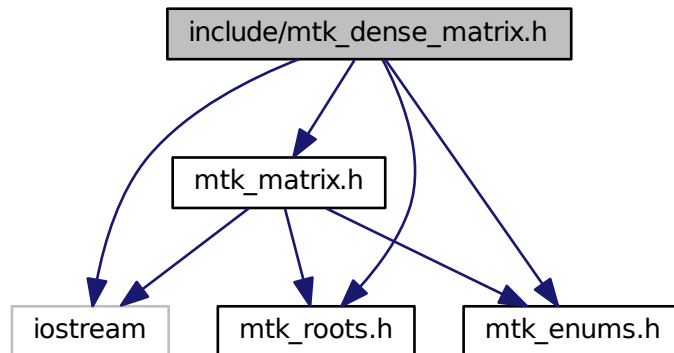 include/mtk_dense_matrix.h
mtk_matrix.h
iostream
mtk_roots.h
mtk_enums.h